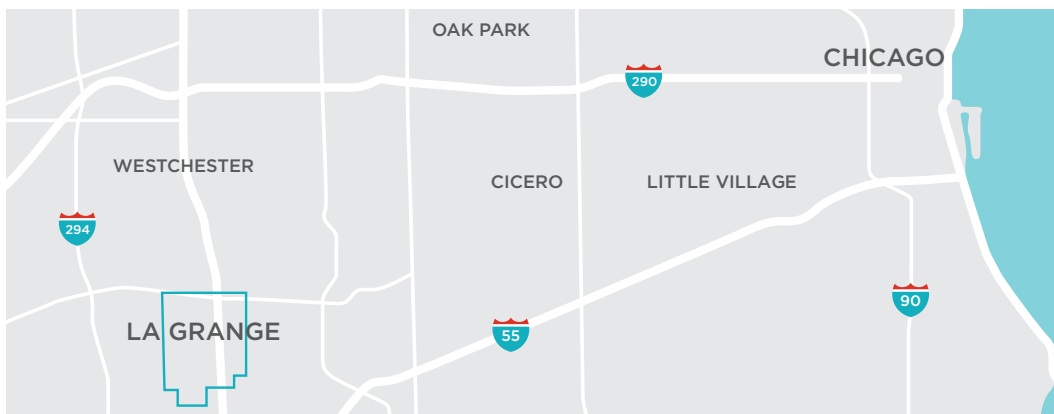 OAK PARK
CHICAGO
290
WESTCHESTER
CICERO
LITTLE VILLAGE
294
90
LA GRANGE
55